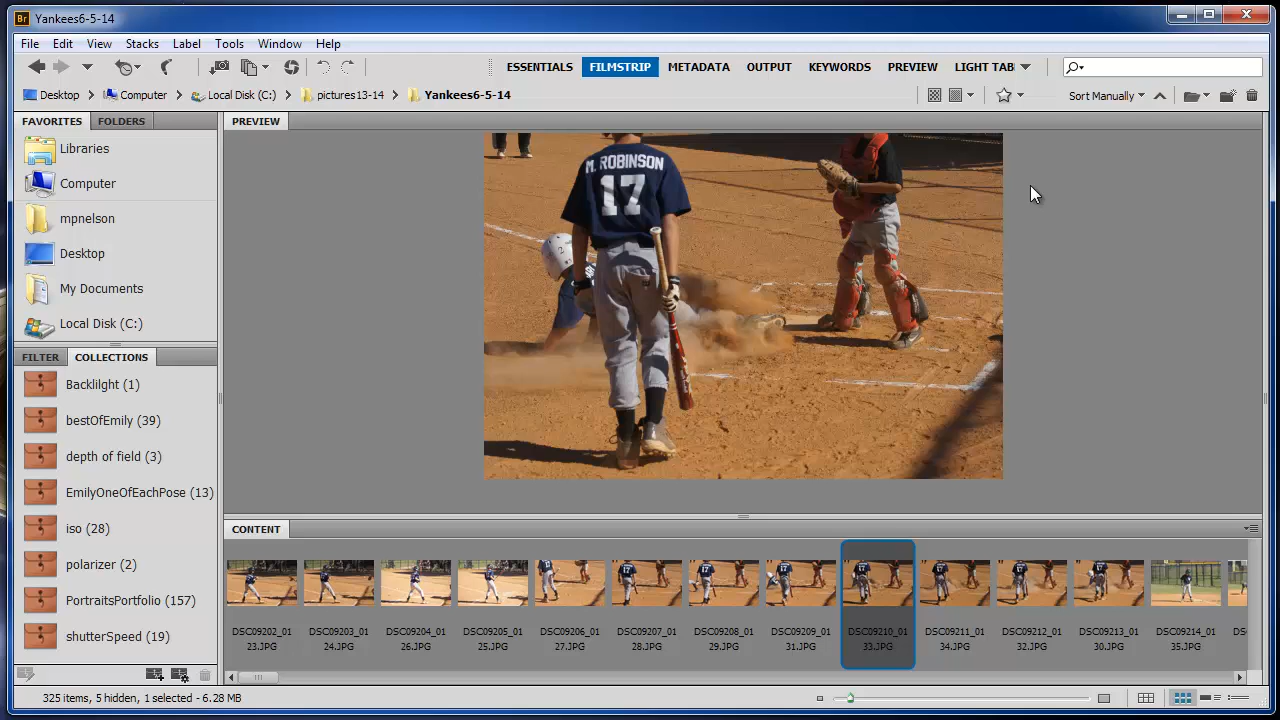 Br Yankees6-5-14
File Edit View Stacks Label Tools Window Help
ESSENTIALS FILMSTRIP METADATA OUTPUT KEYWORDS PREVIEW LIGHT TAB
Desktop Computer Local Disk (C:) pictures13-14 Yankees6-5-14 Sort Manually
FAVORITES FOLDERS
Libraries
Computer
mpnelson
Desktop
My Documents
Local Disk (C:)
FILTER COLLECTIONS
Backlilght (1)
bestOfEmily (39)
depth of field (3)
EmilyOneOfEachPose (13)
iso (28)
polarizer (2)
PortraitsPortfolio (157)
shutterSpeed (19)
PREVIEW
M. ROBINSON
17
2
CONTENT
DSC09202_01 DSC09203_01 DSC09204_01 DSC09205_01 DSC09206_01 DSC09207_01 DSC09208_01 DSC09209_01 DSC09210_01 DSC09211_01 DSC09212_01 DSC09213_01 DSC09214_01
23.JPG 24.JPG 26.JPG 25.JPG 27.JPG 28.JPG 29.JPG 31.JPG 33.JPG 34.JPG 32.JPG 30.JPG 35.JPG
325 items, 5 hidden, 1 selected - 6.28 MB